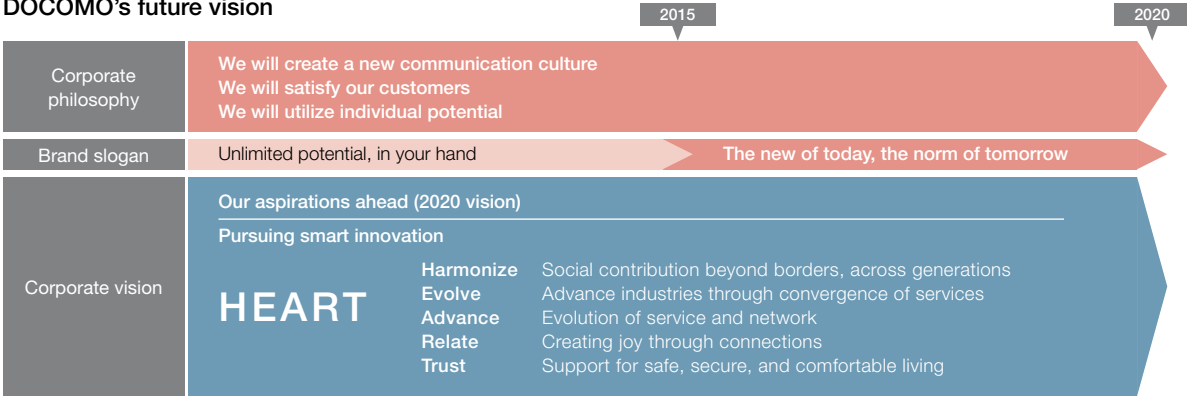 DOCOMO's future vision
2015
2020
Corporate
philosophy
We will create a new communication culture
We will satisfy our customers
We will utilize individual potential
Brand slogan
Unlimited potential, in your hand
The new of today, the norm of tomorrow
Corporate vision
Our aspirations ahead (2020 vision)
Pursuing smart innovation
HEART
Harmonize Social contribution beyond borders, across generations
Evolve Advance industries through convergence of services
Advance Evolution of service and network
Relate Creating joy through connections
Trust Support for safe, secure, and comfortable living